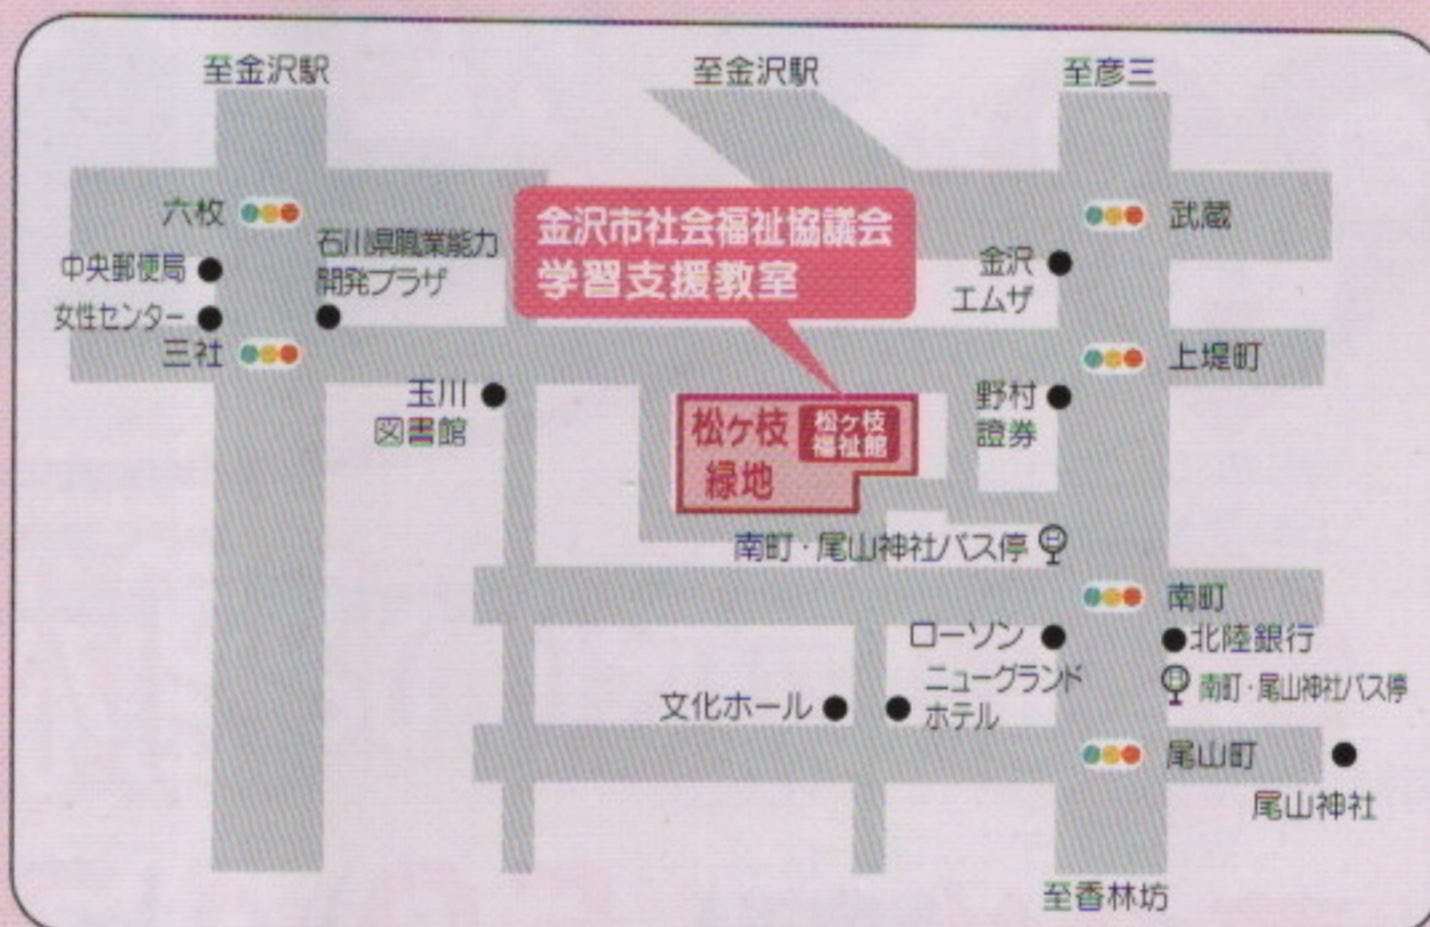 至金沢駅
至金沢駅
至彦三
六枚
武蔵
金沢市社会福祉協議会
学習支援教室
石川県職業能力
開発プラザ
中央郵便局
金沢
エムザ
女性センター
三社
上堤町
玉川
図書館
松ヶ枝
緑地
松ヶ枝
福祉館
野村
證券
南町・尾山神社バス停
南町
ローソン
北陸銀行
ニューグランド
ホテル
南町・尾山神社バス停
文化ホール
尾山町
尾山神社
至香林坊